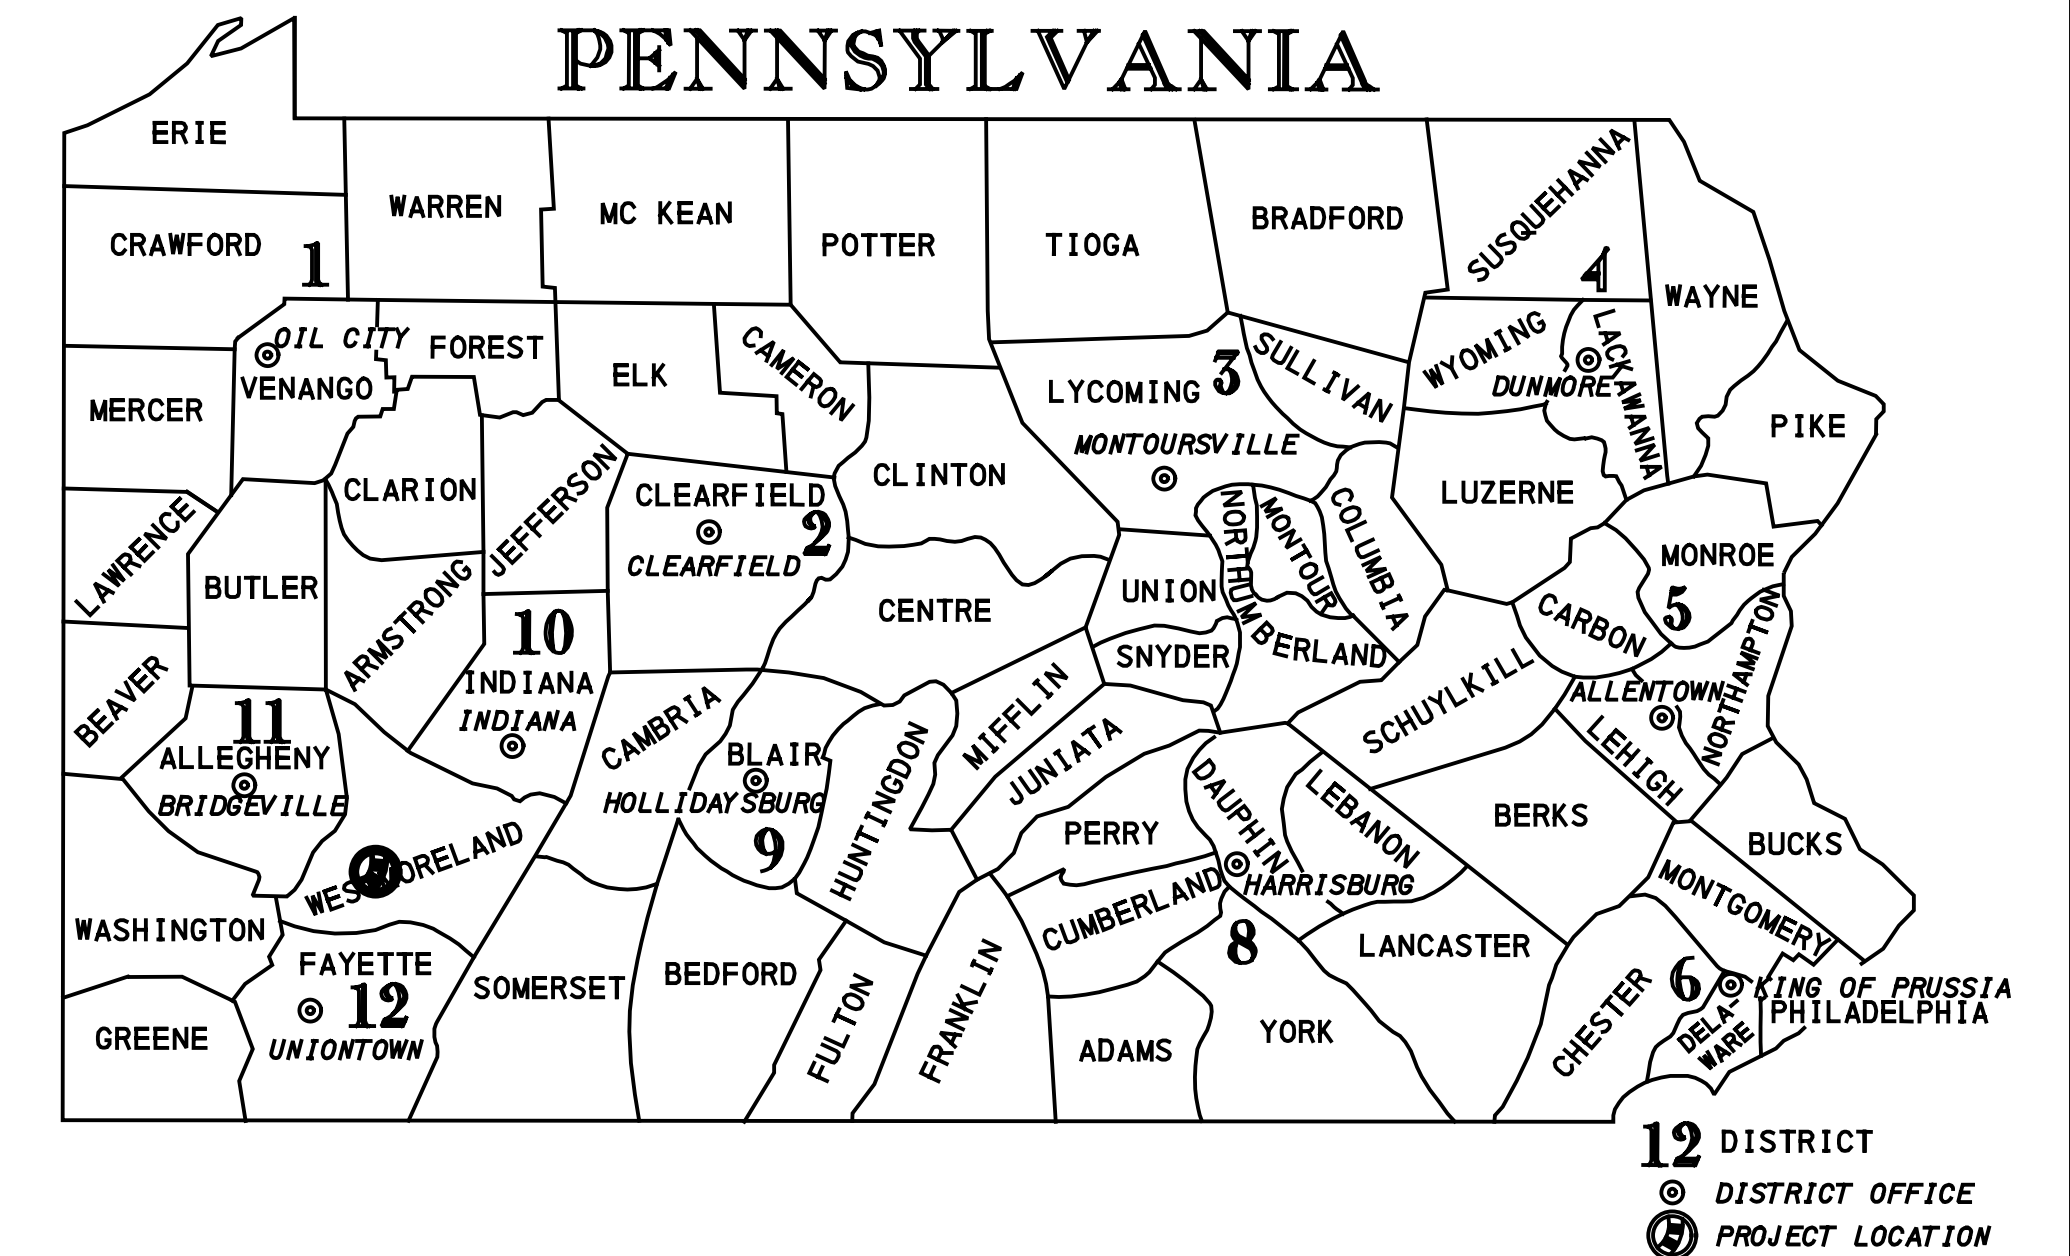 PENNSYLVANIA
ERIE
CRAWFORD
1
WARREN
MC KEAN
POTTER
TIOGA
BRADFORD
SUSQUEHANNA
4
WAYNE
OIL CITY
VENANGO
FOREST
ELK
CAMERON
LYCOMING
3
SULLIVAN
WYOMING
LACKAWANNA
DUNMORE
PIKE
MERCER
CLARION
JEFFERSON
CLEARFIELD
2
CLEARFIELD
CLINTON
MONTOURSVILLE
NORTHUMBERLAND
MONTOUR
COLUMBIA
LUZERNE
MONROE
5
LAWRENCE
BUTLER
ARMSTRONG
10
INDIANA
INDIANA
CENTRE
UNION
SNYDER
CARBON
NORTHAMPTON
BEAVER
11
ALLEGHENY
BRIDGEVILLE
CAMBRIA
BLAIR
HOLLIDAYSBURG
9
HUNTINGDON
MIFFLIN
JUNIATA
SCHUYLKILL
ALLENTOWN
LEHIGH
PERRY
DAUPHIN
LEBANON
BERKS
BUCKS
WES ORELAND
CUMBERLAND
HARRISBURG
8
MONTGOMERY
WASHINGTON
FAYETTE
12
UNIONTOWN
GREENE
SOMERSET
BEDFORD
FULTON
FRANKLIN
ADAMS
YORK
LANCASTER
CHESTER
6
KING OF PRUSSIA
PHILADELPHIA
DELA-
WARE
12 DISTRICT
DISTRICT OFFICE
PROJECT LOCATION